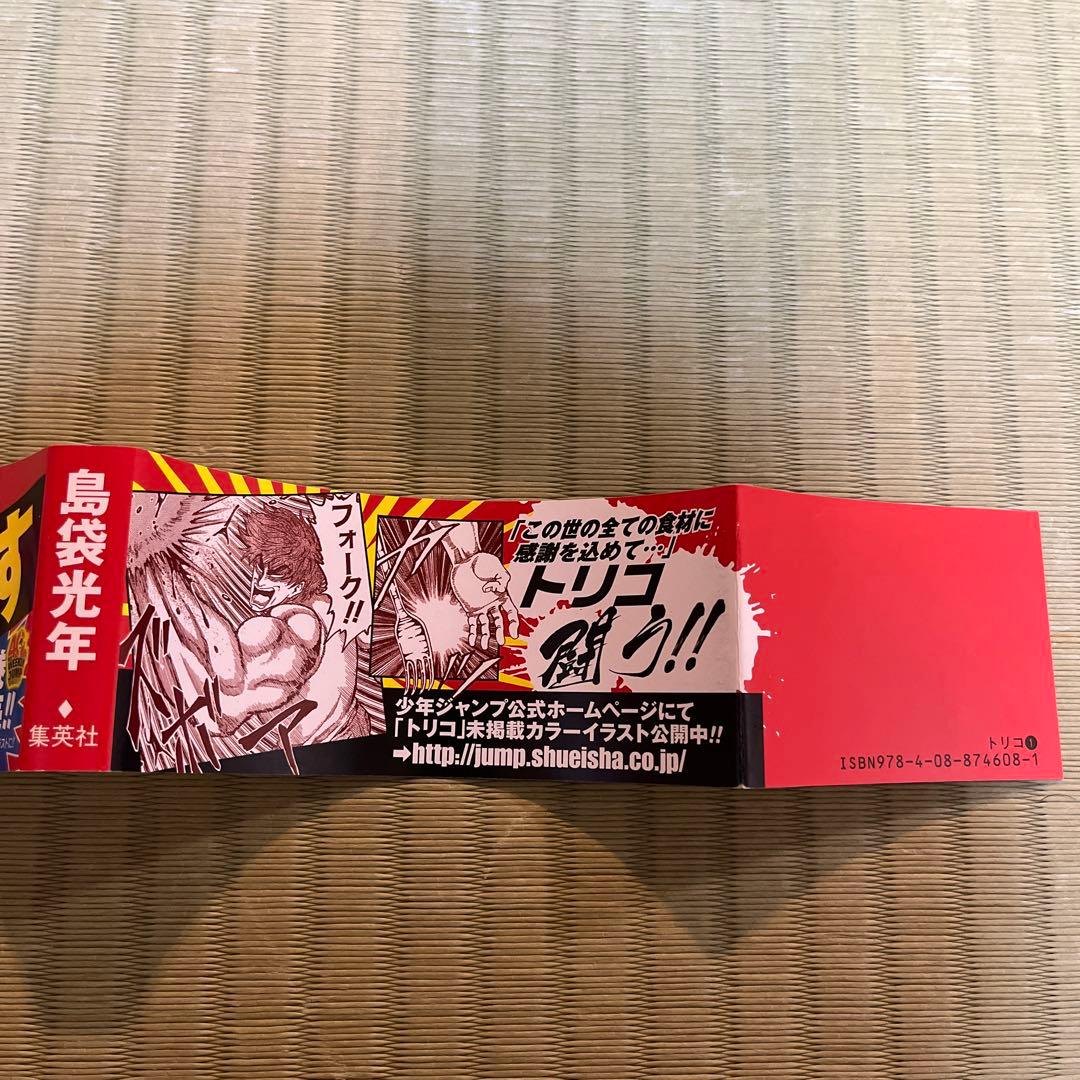 す
島袋光年
集英社
フォーク!!
ガ
「この世の全ての食材に
感謝を込めて…」
トリコ
闘う!!
少年ジャンプ公式ホームページにて
「トリコ」未掲載カラーイラスト公開中!!
➡http://jump.shueisha.co.jp/
トリコ❶
ISBN978-4-08-874608-1